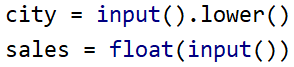 city = input().lower()
sales = float(input())